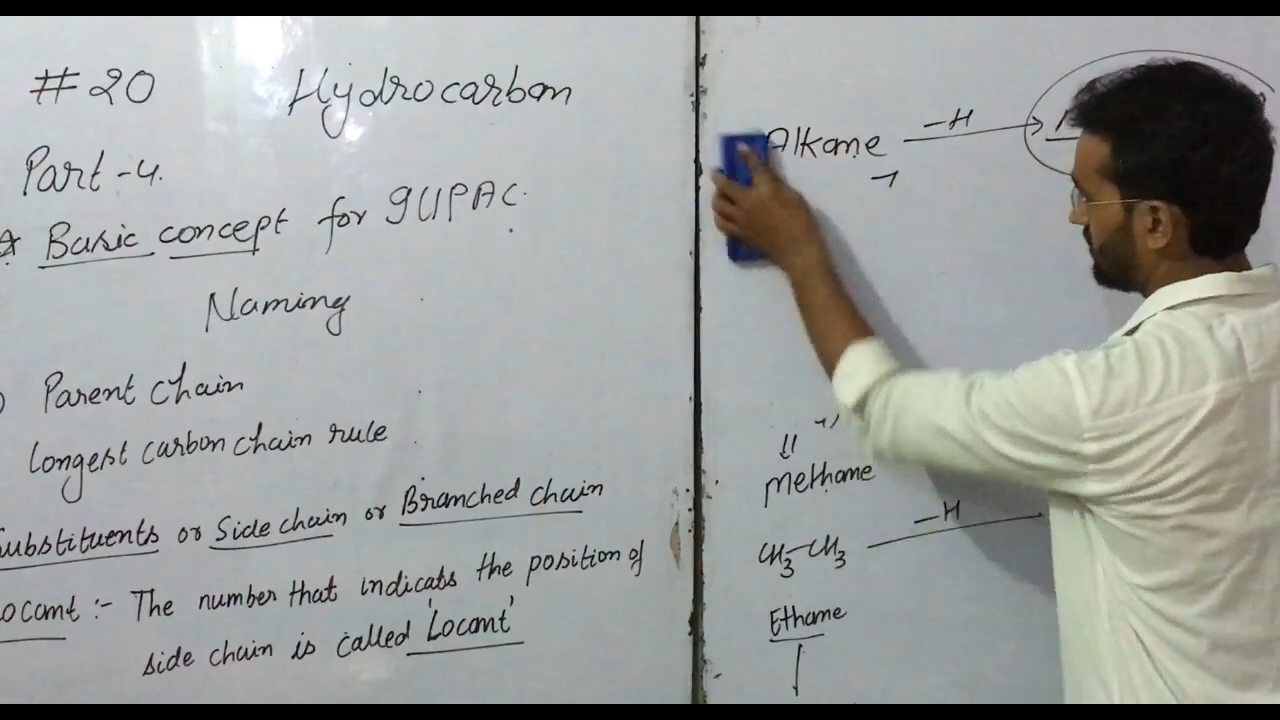 #20 Hydrocarbon
Part-4.
Basic concept for IUPAC.
Naming
Parent chain
longest carbon chain rule
Substituents or Side chain or Branched chain
Locant :- The number that indicats the position of
side chain is called 'Locant'
Alkane —H
Methane
CH3-CH3 —H
Ethane